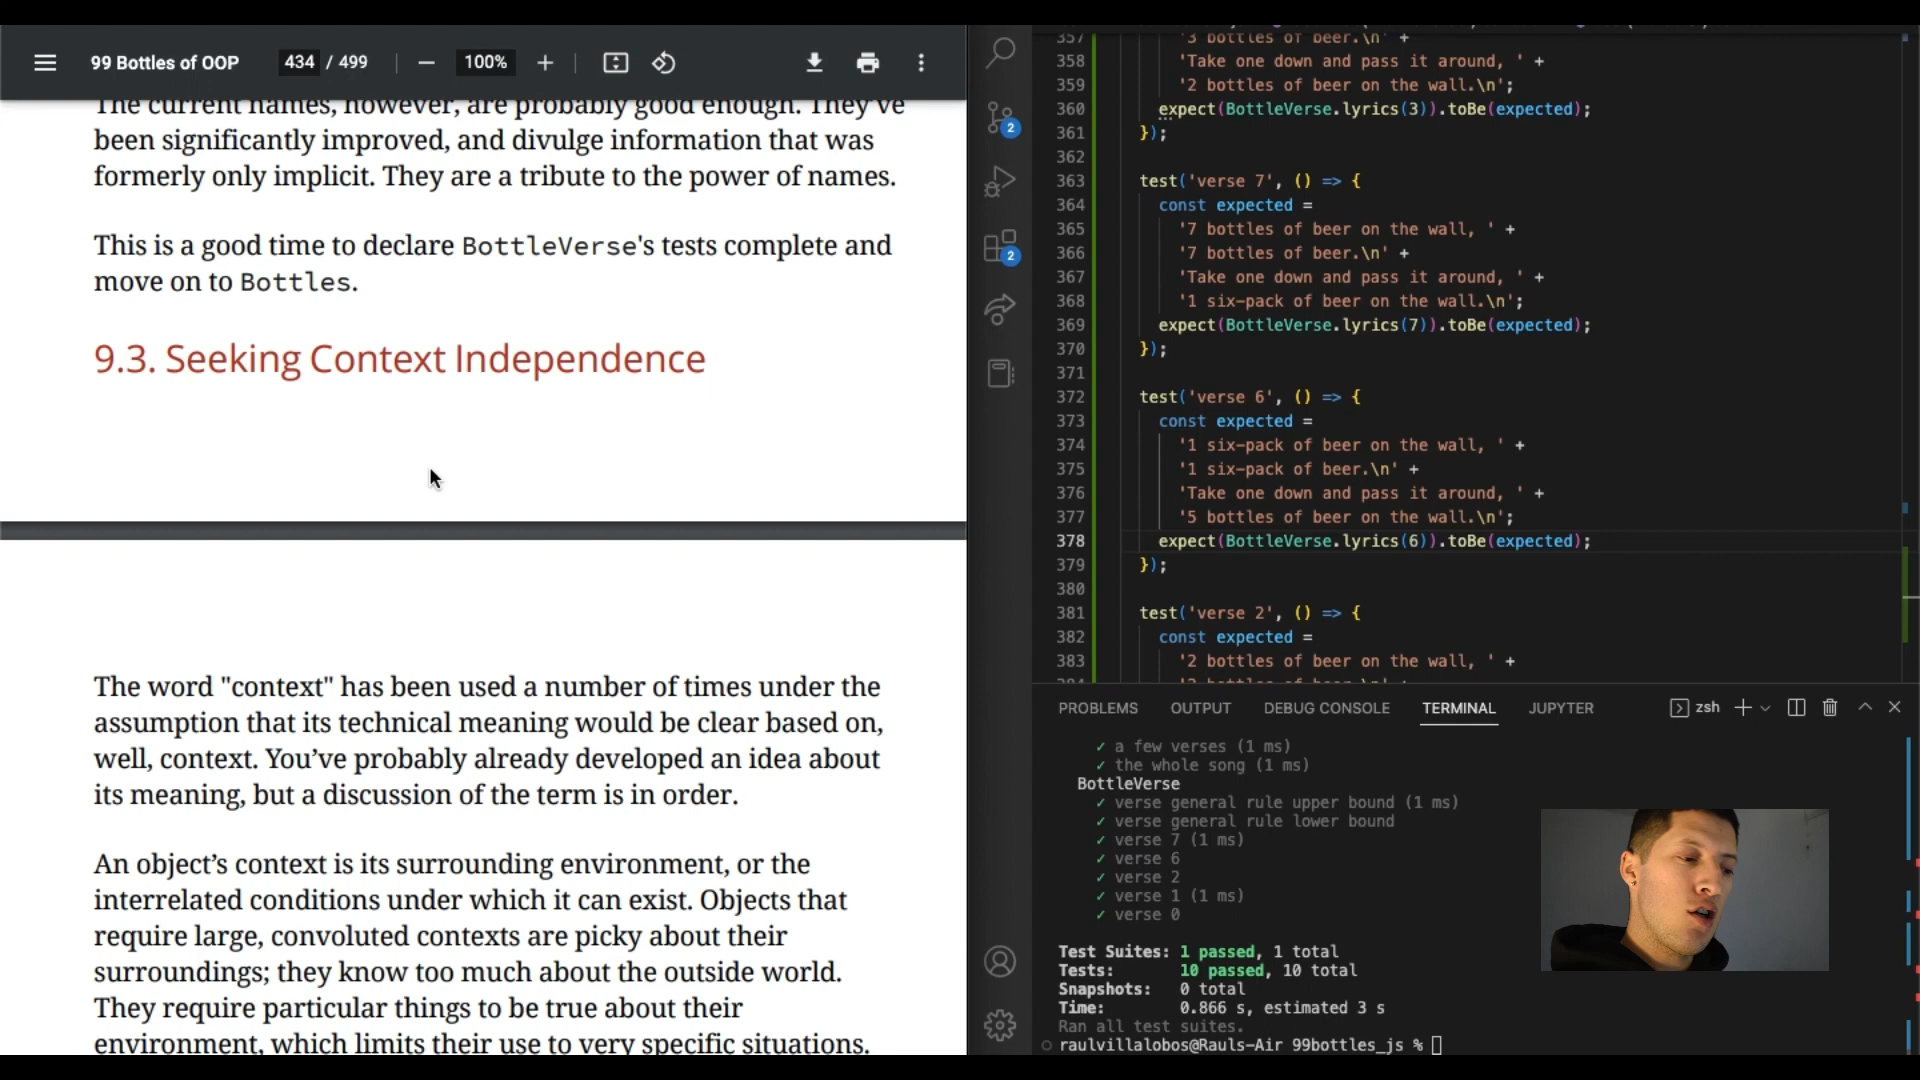 99 Bottles of OOP
434 / 499
100%
The current names, however, are probably good enough. They've
been significantly improved, and divulge information that was
formerly only implicit. They are a tribute to the power of names.
This is a good time to declare BottleVerse's tests complete and
move on to Bottles.
9.3. Seeking Context Independence
The word "context" has been used a number of times under the
assumption that its technical meaning would be clear based on,
well, context. You've probably already developed an idea about
its meaning, but a discussion of the term is in order.
An object's context is its surrounding environment, or the
interrelated conditions under which it can exist. Objects that
require large, convoluted contexts are picky about their
surroundings; they know too much about the outside world.
They require particular things to be true about their
environment, which limits their use to very specific situations.
2
2
357 '3 bottles of beer.\n' +
358 'Take one down and pass it around, ' +
359 '2 bottles of beer on the wall.\n';
360 expect(BottleVerse.lyrics(3)).toBe(expected);
361 });
362
363 test('verse 7', () => {
364 const expected =
365 '7 bottles of beer on the wall, ' +
366 '7 bottles of beer.\n' +
367 'Take one down and pass it around, ' +
368 '1 six-pack of beer on the wall.\n';
369 expect(BottleVerse.lyrics(7)).toBe(expected);
370 });
371
372 test('verse 6', () => {
373 const expected =
374 '1 six-pack of beer on the wall, ' +
375 '1 six-pack of beer.\n' +
376 'Take one down and pass it around, ' +
377 '5 bottles of beer on the wall.\n';
378 expect(BottleVerse.lyrics(6)).toBe(expected);
379 });
380
381 test('verse 2', () => {
382 const expected =
383 '2 bottles of beer on the wall, ' +
PROBLEMS OUTPUT DEBUG CONSOLE TERMINAL JUPYTER zsh
✓ a few verses (1 ms)
✓ the whole song (1 ms)
BottleVerse
✓ verse general rule upper bound (1 ms)
✓ verse general rule lower bound
✓ verse 7 (1 ms)
✓ verse 6
✓ verse 2
✓ verse 1 (1 ms)
✓ verse 0
Test Suites: 1 passed, 1 total
Tests: 10 passed, 10 total
Snapshots: 0 total
Time: 0.866 s, estimated 3 s
Ran all test suites.
raulvillalobos@Rauls-Air 99bottles_js %